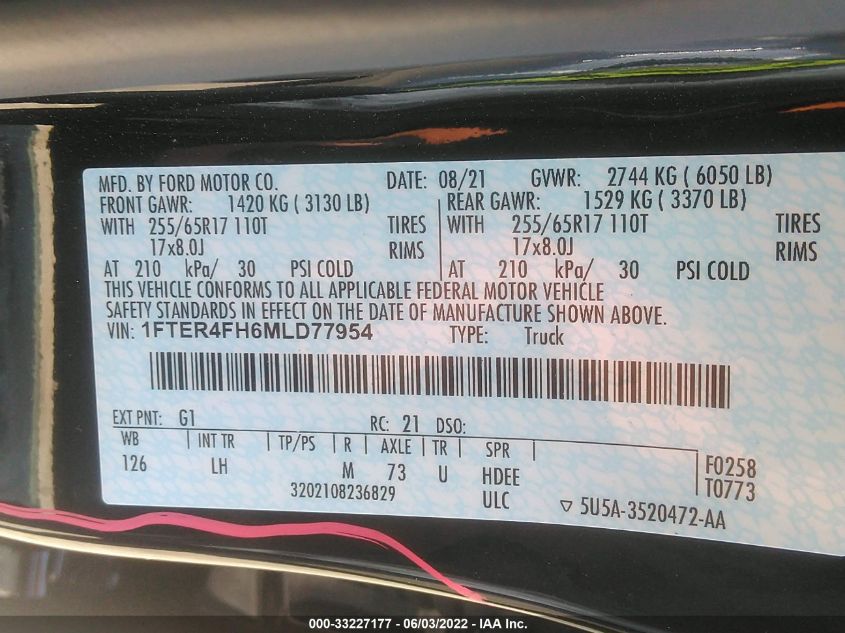 MFD. BY FORD MOTOR CO. DATE: 08/21 GVWR: 2744 KG ( 6050 LB)
FRONT GAWR: 1420 KG ( 3130 LB) REAR GAWR: 1529 KG ( 3370 LB)
WITH 255/65R17 110T TIRES WITH 255/65R17 110T TIRES
17x8.0J RIMS 17x8.0J RIMS
AT 210 kPa/ 30 PSI COLD AT 210 kPa/ 30 PSI COLD
THIS VEHICLE CONFORMS TO ALL APPLICABLE FEDERAL MOTOR VEHICLE
SAFETY STANDARDS IN EFFECT ON THE DATE OF MANUFACTURE SHOWN ABOVE.
VIN: 1FTER4FH6MLD77954 TYPE: Truck
EXT PNT: G1 RC: 21 DSO:
WB INT TR TP/PS R AXLE TR SPR
126 LH M 73 U HDEE F0258
3202108236829 ULC T0773
▽ 5U5A-3520472-AA
000-33227177 - 06/03/2022 - IAA Inc.